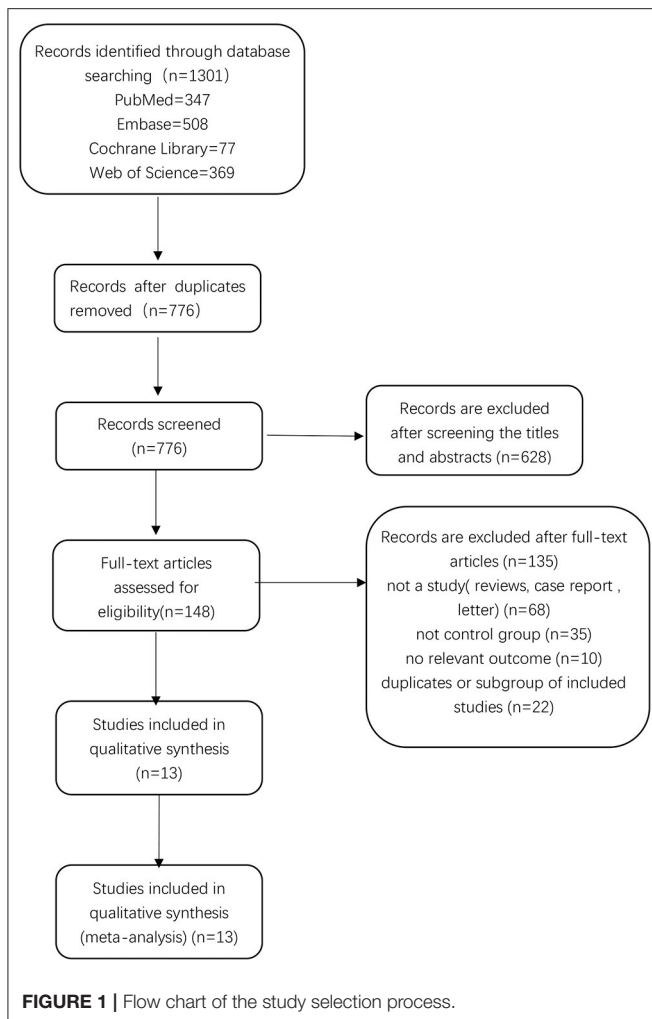 Records identified through database
searching (n=1301)
PubMed=347
Embase=508
Cochrane Library=77
Web of Science=369
Records after duplicates
removed (n=776)
Records screened
(n=776)
Records are excluded
after screening the titles
and abstracts (n=628)
Full-text articles
assessed for
eligibility(n=148)
Records are excluded after full-text
articles (n=135)
not a study( reviews, case report ,
letter) (n=68)
not control group (n=35)
no relevant outcome (n=10)
duplicates or subgroup of included
studies (n=22)
Studies included in
qualitative synthesis
(n=13)
Studies included in
qualitative synthesis
(meta-analysis) (n=13)
FIGURE 1 | Flow chart of the study selection process.